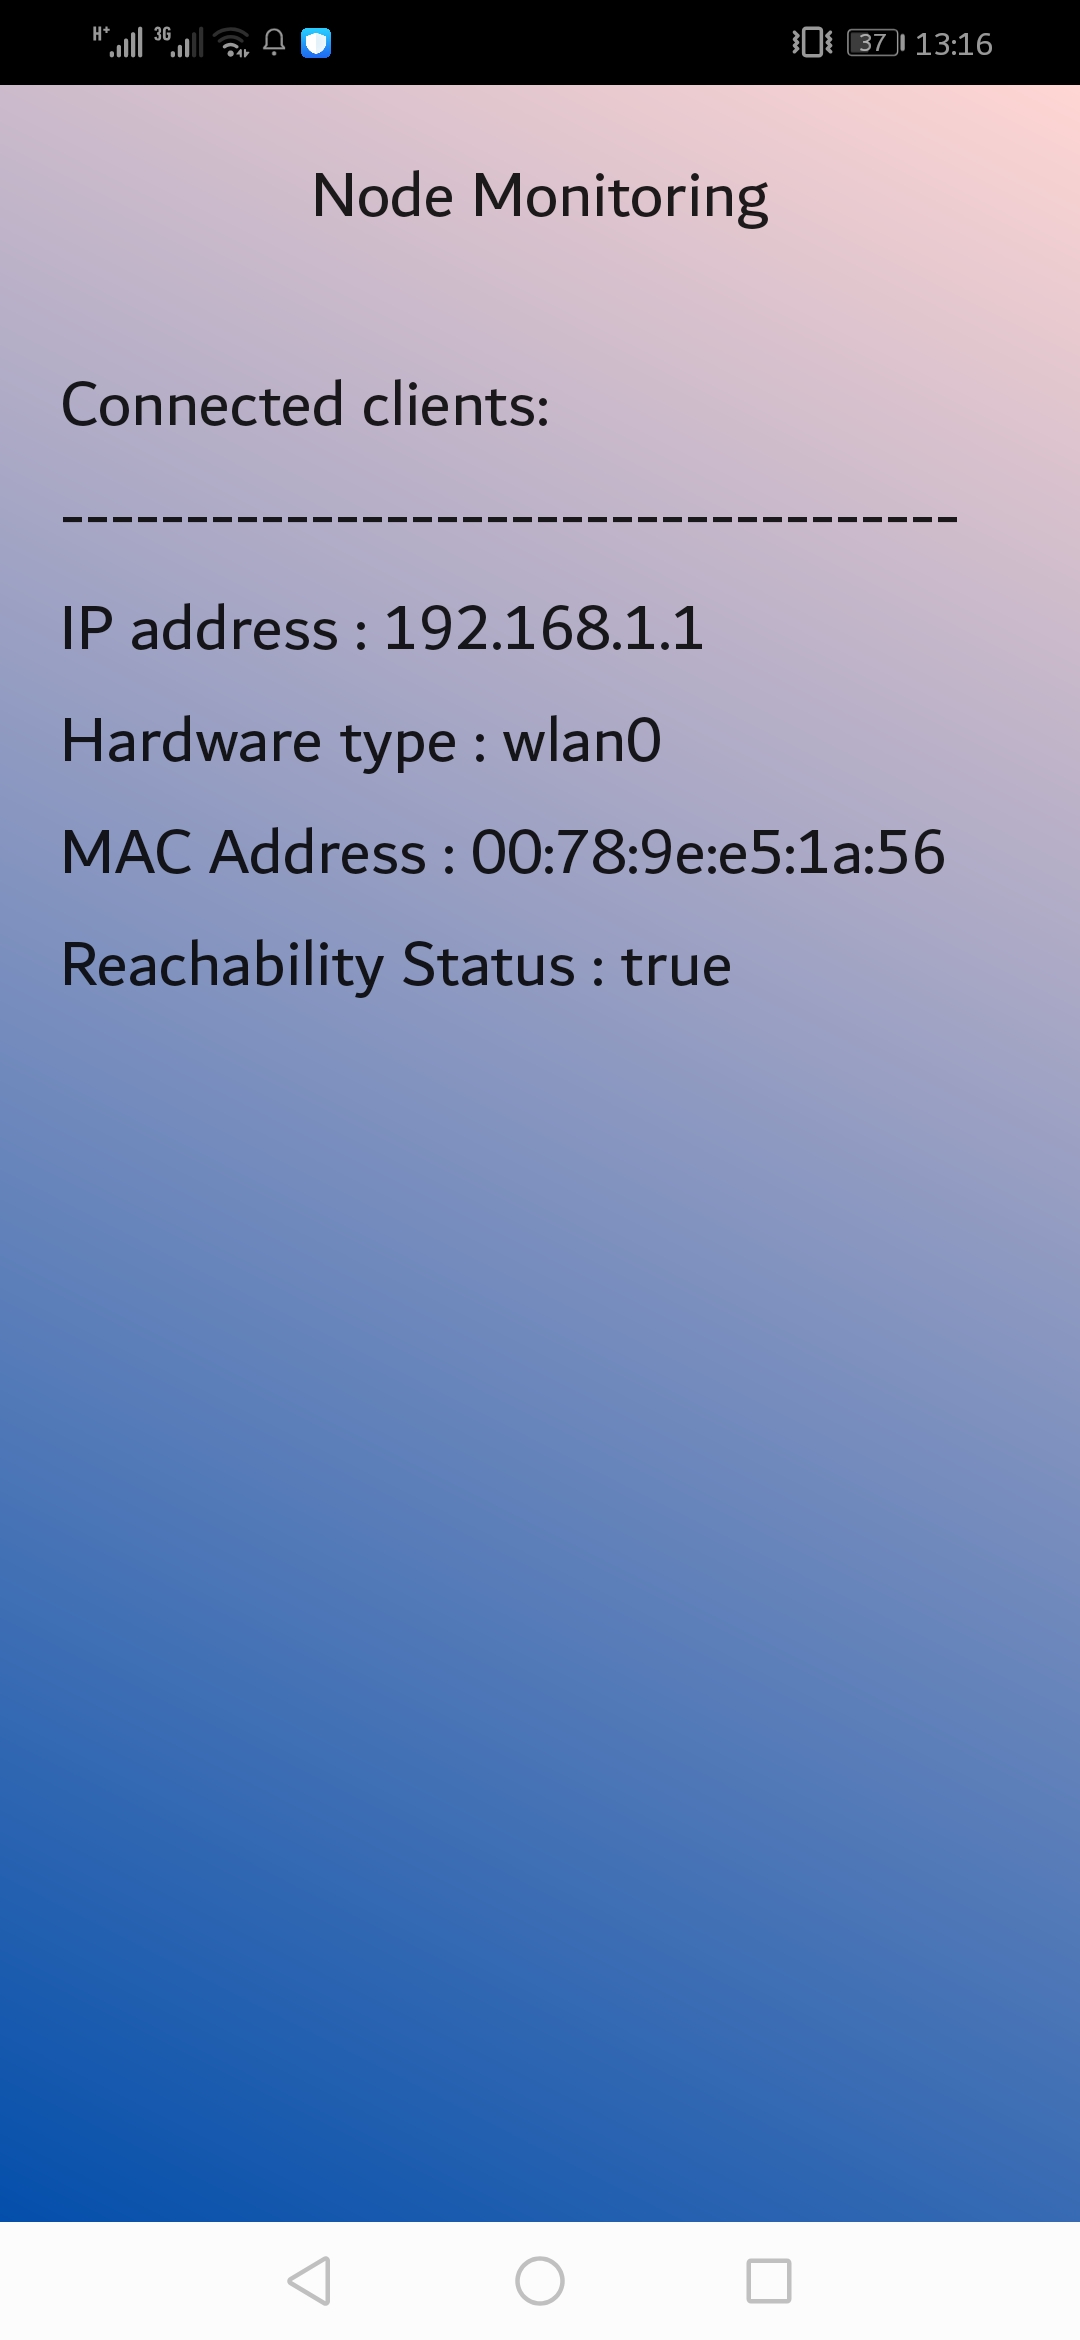 H+ 3G 37 13:16
Node Monitoring
Connected clients:
------------------------------------
IP address : 192.168.1.1
Hardware type : wlan0
MAC Address : 00:78:9e:e5:1a:56
Reachability Status : true